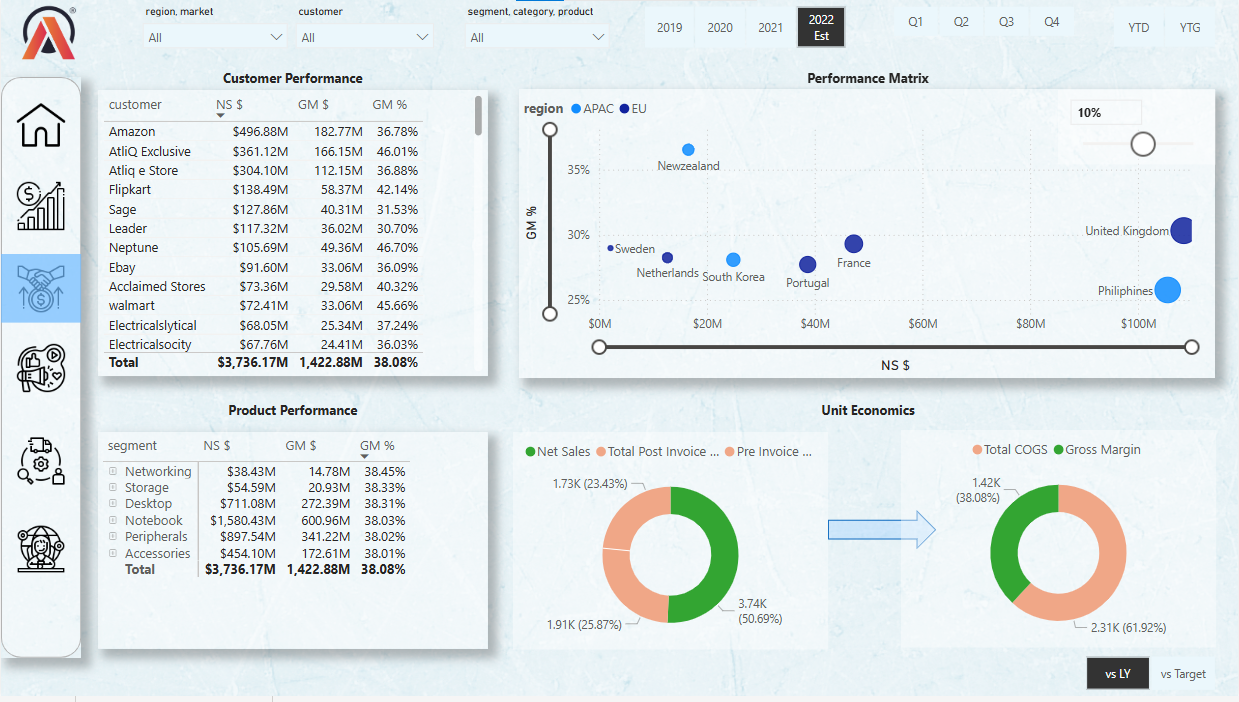 region, market
customer
segment, category, product
All
All
All
2019
2020
2021
2022
Est
Q1
Q2
Q3
Q4
YTD
YTG
Customer Performance
customer NS $ GM $ GM %
Amazon $496.88M 182.77M 36.78%
AtliQ Exclusive $361.12M 166.15M 46.01%
Atliq e Store $304.10M 112.15M 36.88%
Flipkart $138.49M 58.37M 42.14%
Sage $127.86M 40.31M 31.53%
Leader $117.32M 36.02M 30.70%
Neptune $105.69M 49.36M 46.70%
Ebay $91.60M 33.06M 36.09%
Acclaimed Stores $73.36M 29.58M 40.32%
walmart $72.41M 33.06M 45.66%
Electricalslytical $68.05M 25.34M 37.24%
Electricalsocity $67.76M 24.41M 36.03%
Total $3,736.17M 1,422.88M 38.08%
Performance Matrix
region APAC EU
10%
GM %
35%
30%
25%
Newzealand
Sweden
Netherlands
South Korea
Portugal
France
United Kingdom
Philiphines
$0M $20M $40M $60M $80M $100M
NS $
Product Performance
segment NS $ GM $ GM %
Networking $38.43M 14.78M 38.45%
Storage $54.59M 20.93M 38.33%
Desktop $711.08M 272.39M 38.31%
Notebook $1,580.43M 600.96M 38.03%
Peripherals $897.54M 341.22M 38.02%
Accessories $454.10M 172.61M 38.01%
Total $3,736.17M 1,422.88M 38.08%
Unit Economics
Net Sales Total Post Invoice ... Pre Invoice ...
1.73K (23.43%)
1.91K (25.87%)
3.74K
(50.69%)
Total COGS Gross Margin
1.42K
(38.08%)
2.31K (61.92%)
vs LY
vs Target